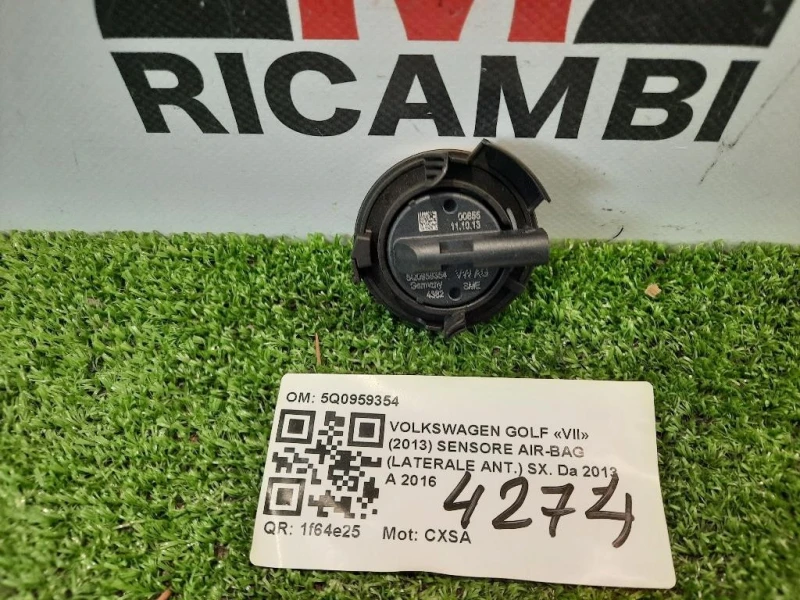 RICAMBI
00855
11.10.13
5Q0959354 VW AG
Germany
4382 SME
OM: 5Q0959354
VOLKSWAGEN GOLF «VII»
(2013) SENSORE AIR-BAG
(LATERALE ANT.) SX. Da 2013
A 2016
4274
QR: 1f64e25 Mot: CXSA